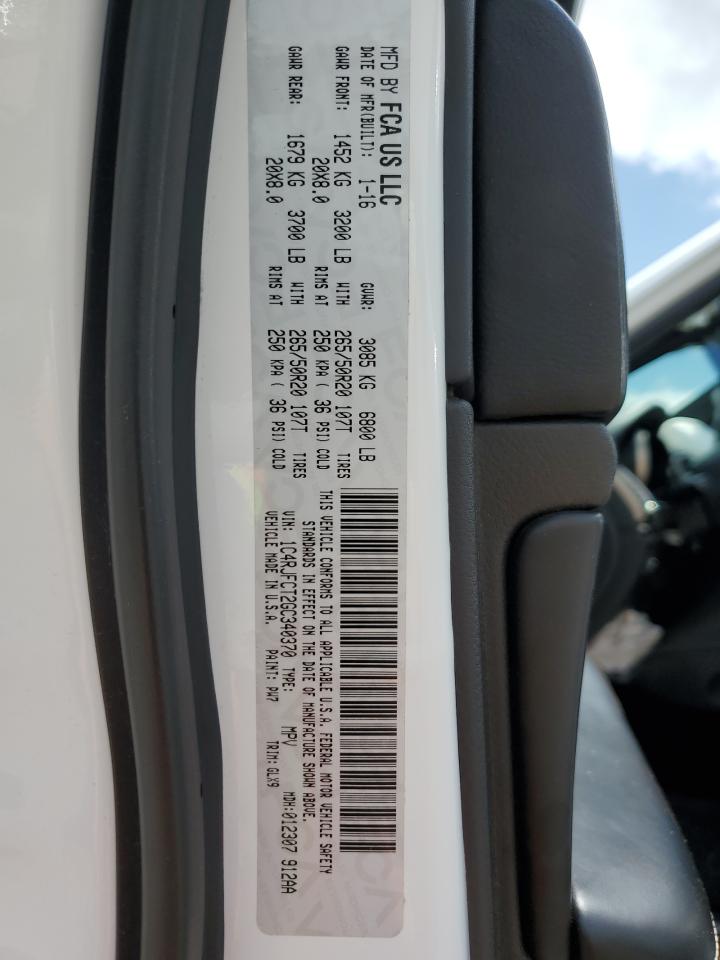 MFD BY FCA US LLC
DATE OF MFR(BUILT): 1-16 GVWR: 3085 KG 6800 LB
GAWR FRONT: 1452 KG 3200 LB WITH 265/50R20 107T TIRES
20X8.0 RIMS AT 250 KPA ( 36 PSI) COLD
GAWR REAR: 1679 KG 3700 LB WITH 265/50R20 107T TIRES
20X8.0 RIMS AT 250 KPA ( 36 PSI) COLD
THIS VEHICLE CONFORMS TO ALL APPLICABLE U.S.A. FEDERAL MOTOR VEHICLE SAFETY
STANDARDS IN EFFECT ON THE DATE OF MANUFACTURE SHOWN ABOVE.
VIN: 1C4RJFCT2GC340370 TYPE: MPV MDH:012307 912AA
VEHICLE MADE IN U.S.A. PAINT: PW7 TRIM: GLX9